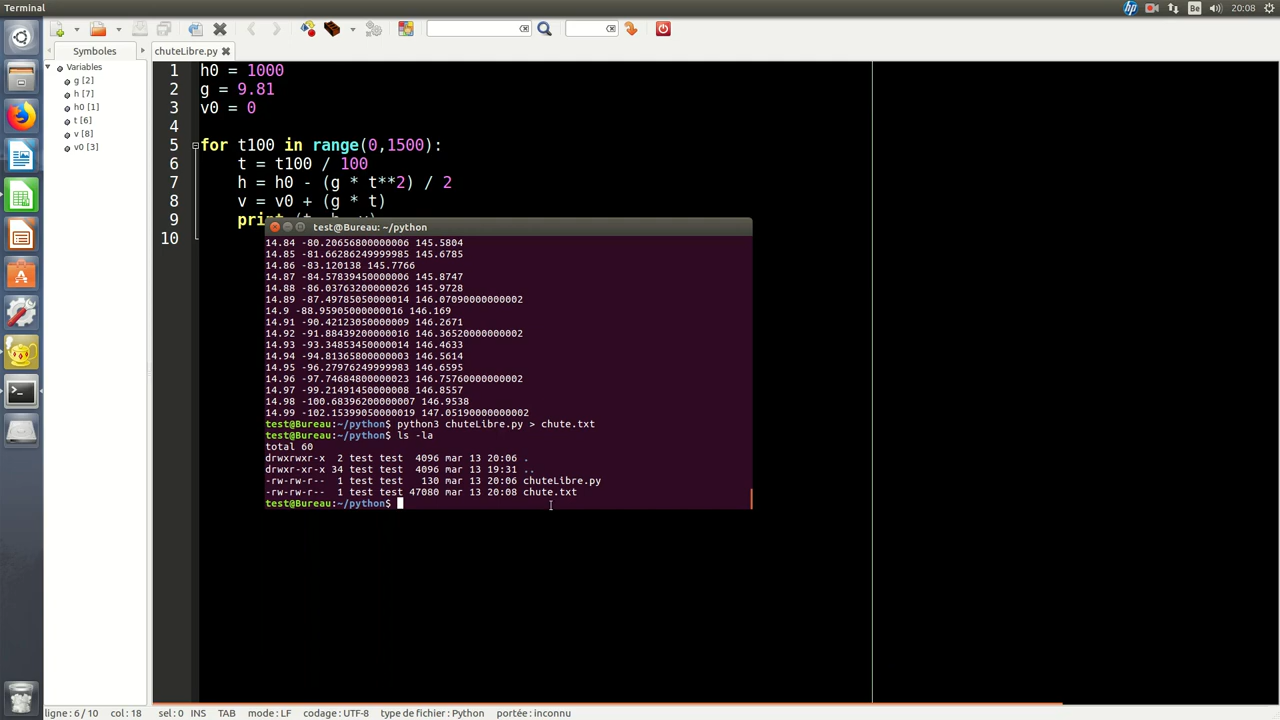 Terminal
Be
20:08
Symboles
chuteLibre.py
Variables
g [2]
h [7]
h0 [1]
t [6]
v [8]
v0 [3]
1 h0 = 1000
2 g = 9.81
3 v0 = 0
4
5 for t100 in range(0,1500):
6 t = t100 / 100
7 h = h0 - (g * t**2) / 2
8 v = v0 + (g * t)
9
10
test@Bureau: ~/python
14.84 -80.20656800000006 145.5804
14.85 -81.66286249999985 145.6785
14.86 -83.120138 145.7766
14.87 -84.57839450000006 145.8747
14.88 -86.03763200000026 145.9728
14.89 -87.49785050000014 146.07090000000002
14.9 -88.95905000000016 146.169
14.91 -90.42123050000009 146.2671
14.92 -91.88439200000016 146.36520000000002
14.93 -93.34853450000014 146.4633
14.94 -94.81365800000003 146.5614
14.95 -96.27976249999983 146.6595
14.96 -97.74684800000023 146.75760000000002
14.97 -99.21491450000008 146.8557
14.98 -100.68396200000007 146.9538
14.99 -102.15399050000019 147.05190000000002
test@Bureau:~/python$ python3 chuteLibre.py > chute.txt
test@Bureau:~/python$ ls -la
total 60
drwxrwxr-x 2 test test 4096 mar 13 20:06 .
drwxr-xr-x 34 test test 4096 mar 13 19:31 ..
-rw-rw-r-- 1 test test 130 mar 13 20:06 chuteLibre.py
-rw-rw-r-- 1 test test 47080 mar 13 20:08 chute.txt
test@Bureau:~/python$
ligne : 6 / 10 col : 18 sel : 0 INS TAB mode : LF codage : UTF-8 type de fichier : Python portée : inconnu